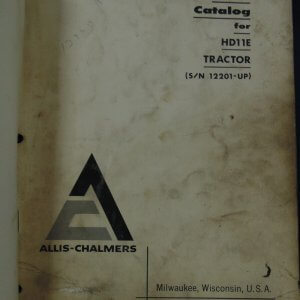 Catalog
for
HD11E
TRACTOR
(S/N 12201-UP)
ALLIS-CHALMERS
Milwaukee, Wisconsin, U.S.A.